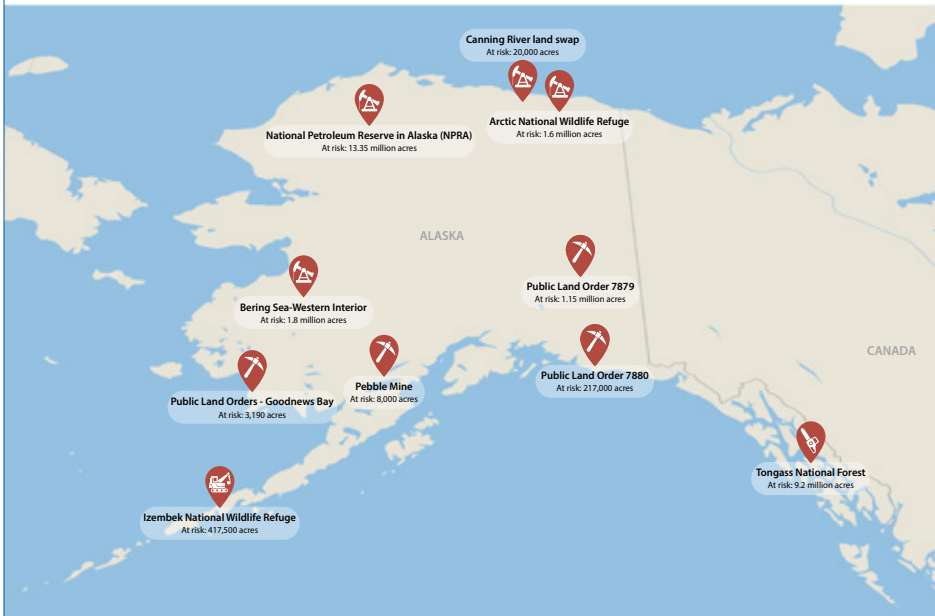 Canning River land swap
At risk: 20,000 acres
National Petroleum Reserve in Alaska (NPRA)
At risk: 13.35 million acres
Arctic National Wildlife Refuge
At risk: 1.6 million acres
ALASKA
Public Land Order 7879
At risk: 1.15 million acres
Bering Sea-Western Interior
At risk: 1.8 million acres
CANADA
Public Land Order 7880
At risk: 217,000 acres
Pebble Mine
At risk: 8,000 acres
Public Land Orders - Goodnews Bay
At risk: 3,190 acres
Tongass National Forest
At risk: 9.2 million acres
Izembek National Wildlife Refuge
At risk: 417,500 acres